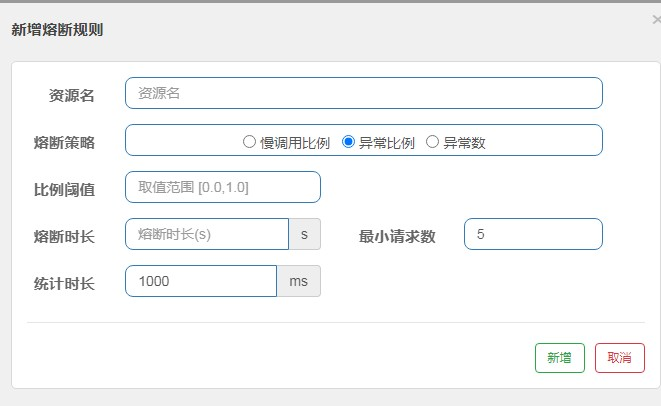 新增熔断规则 ×
资源名 资源名
熔断策略 慢调用比例 异常比例 异常数
比例阈值 取值范围 [0.0,1.0]
熔断时长 熔断时长(s) s 最小请求数 5
统计时长 1000 ms
新增 取消